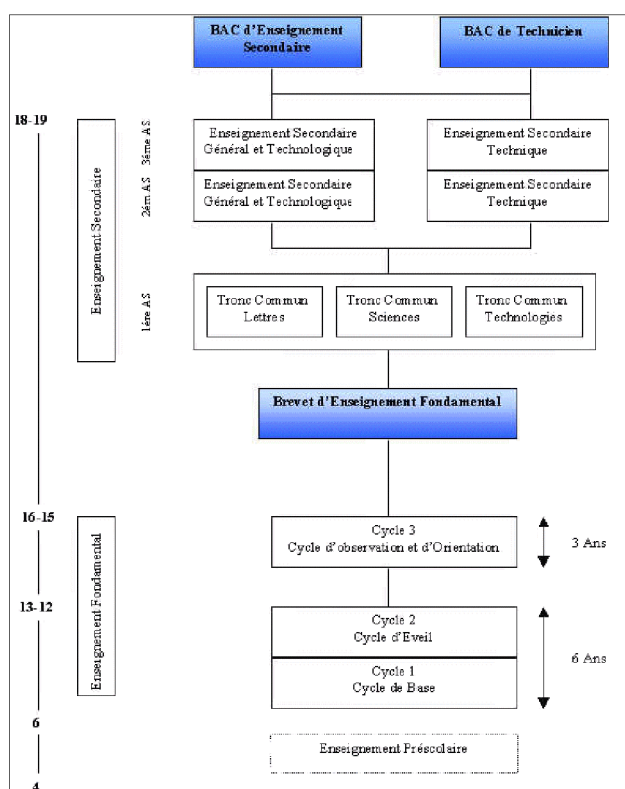 BAC d'Enseignement
Secondaire
BAC de Technicien
18-19
Enseignement Secondaire
3éme AS
Enseignement Secondaire
Général et Technologique
Enseignement Secondaire
Technique
2ém AS
Enseignement Secondaire
Général et Technologique
Enseignement Secondaire
Technique
1ére AS
Tronc Commun
Lettres
Tronc Commun
Sciences
Tronc Commun
Technologies
Brevet d'Enseignement Fondamental
16-15
Enseignement Fondamental
Cycle 3
Cycle d'observation et d'Orientation
3 Ans
13-12
Cycle 2
Cycle d'Eveil
6 Ans
Cycle 1
Cycle de Base
6
Enseignement Préscolaire
4